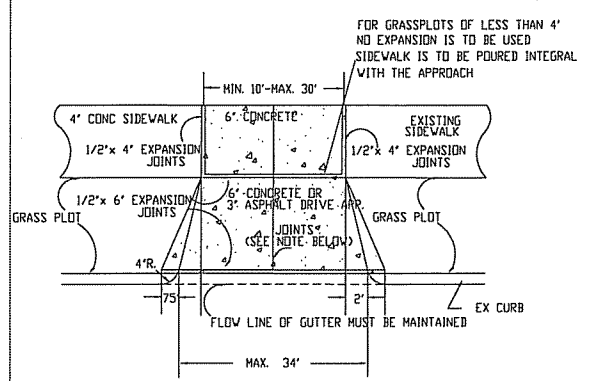 FOR GRASSPLOTS OF LESS THAN 4'
NO EXPANSION IS TO BE USED
SIDEWALK IS TO BE POURED INTEGRAL
WITH THE APPROACH
MIN. 10'-MAX. 30'
4" CONC SIDEWALK
6" CONCRETE
EXISTING
SIDEWALK
1/2"x 4" EXPANSION
JOINTS
1/2"x 4" EXPANSION
JOINTS
1/2"x 6" EXPANSION
JOINTS
6" CONCRETE OR
3" ASPHALT DRIVE APR.
GRASS PLOT
GRASS PLOT
JOINTS
(SEE NOTE BELOW)
4'R.
75'
2'
EX CURB
FLOW LINE OF GUTTER MUST BE MAINTAINED
MAX. 34'